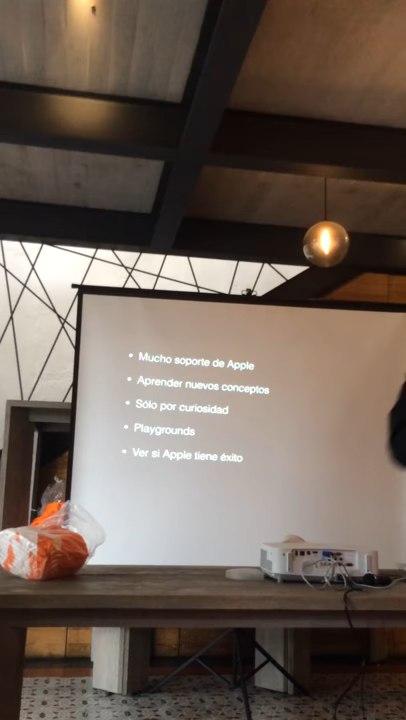 • Mucho soporte de Apple
• Aprender nuevos conceptos
• Sólo por curiosidad
• Playgrounds
• Ver si Apple tiene éxito